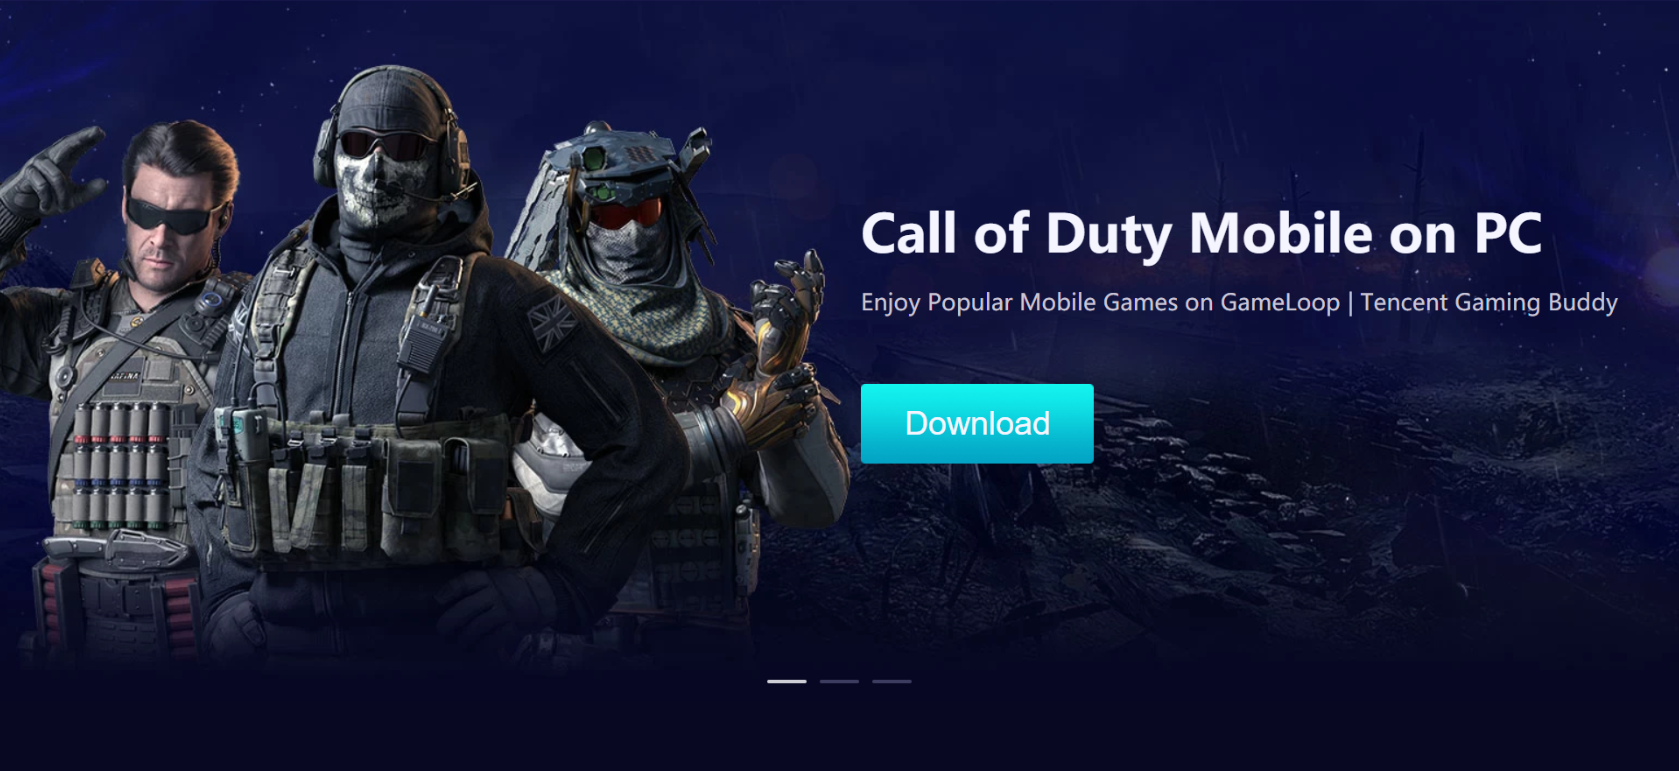 Call of Duty Mobile on PC
Enjoy Popular Mobile Games on GameLoop | Tencent Gaming Buddy
Download